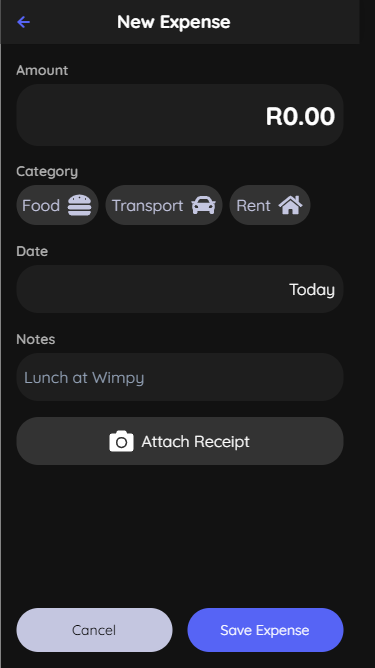 New Expense
Amount
R0.00
Category
Food Transport Rent
Date
Today
Notes
Lunch at Wimpy
Attach Receipt
Cancel Save Expense